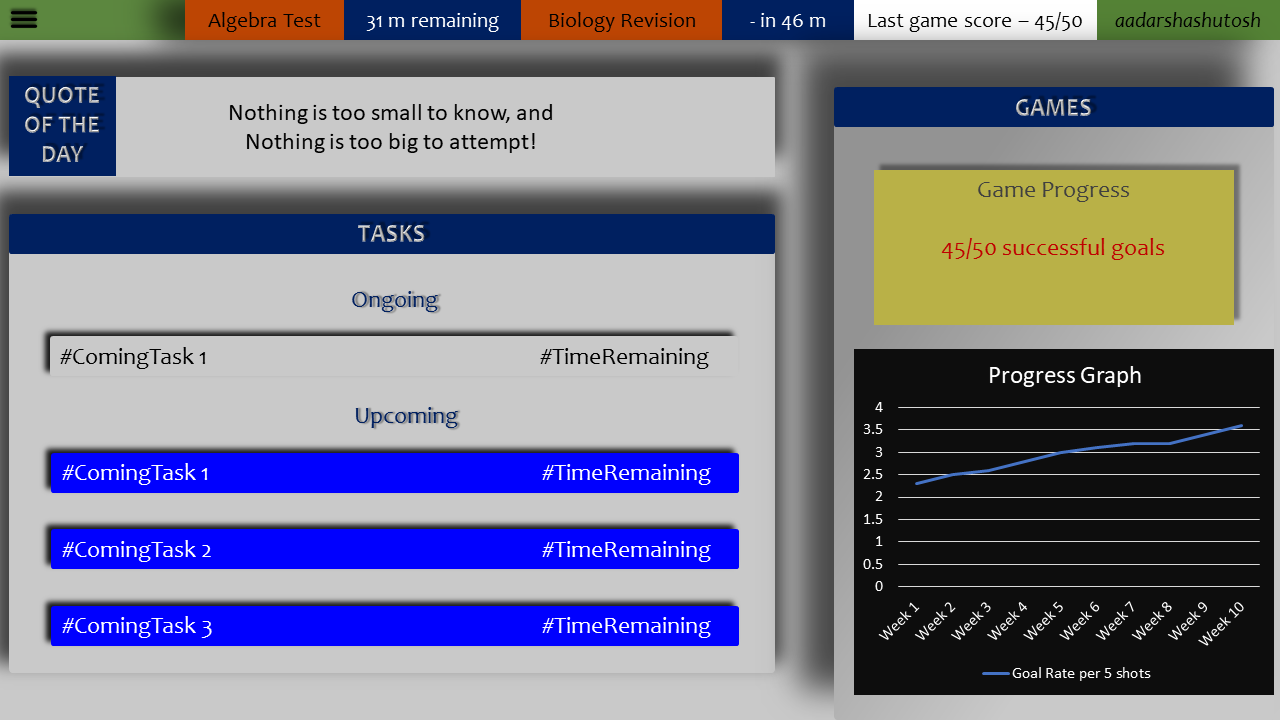 Algebra Test 31 m remaining Biology Revision - in 46 m Last game score – 45/50 aadarshashutosh
QUOTE
OF THE
DAY
Nothing is too small to know, and
Nothing is too big to attempt!
TASKS
Ongoing
#ComingTask 1 #TimeRemaining
Upcoming
#ComingTask 1 #TimeRemaining
#ComingTask 2 #TimeRemaining
#ComingTask 3 #TimeRemaining
GAMES
Game Progress
45/50 successful goals
Progress Graph
4
3.5
3
2.5
2
1.5
1
0.5
0
Week 1 Week 2 Week 3 Week 4 Week 5 Week 6 Week 7 Week 8 Week 9 Week 10
Goal Rate per 5 shots